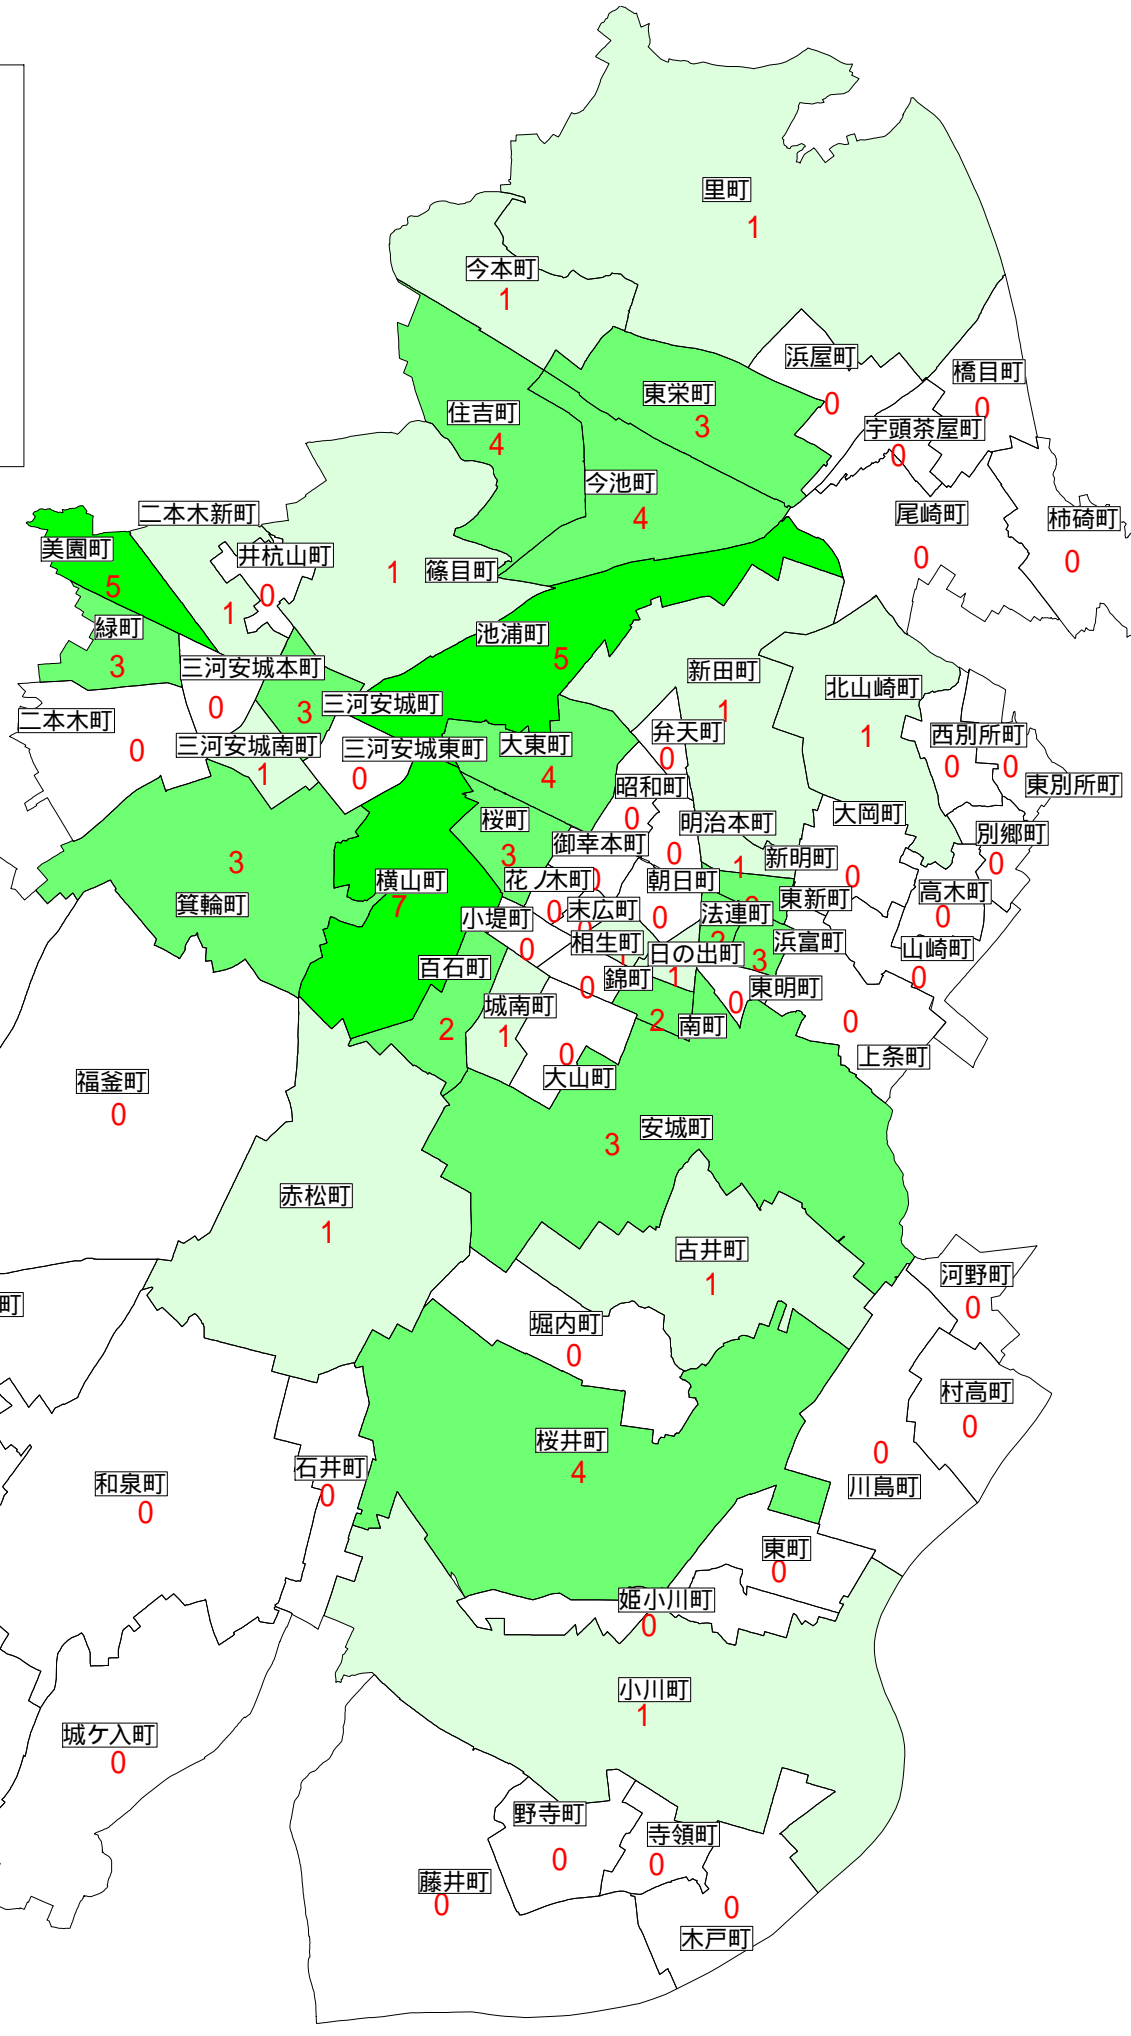 里町
1
今本町
1
浜屋町
0
橋目町
0
東栄町
3
住吉町
4
宇頭茶屋町
0
今池町
4
尾崎町
0
柿碕町
0
二本木新町
1
美園町
5
井杭山町
0
篠目町
1
緑町
3
池浦町
5
三河安城本町
0
新田町
1
北山崎町
1
三河安城町
3
二本木町
0
三河安城南町
1
三河安城東町
0
大東町
4
弁天町
0
西別所町
0
東別所町
0
昭和町
0
桜町
3
御幸本町
0
明治本町
0
大岡町
0
別郷町
0
新明町
1
箕輪町
3
横山町
7
花ノ木町
0
朝日町
0
東新町
高木町
0
末広町
小堤町
0
法連町
2
浜富町
3
相生町
0
日の出町
1
山崎町
0
百石町
2
錦町
城南町
1
東明町
0
南町
2
大山町
0
上条町
0
福釜町
0
安城町
3
赤松町
1
古井町
1
河野町
0
町
堀内町
0
村高町
0
桜井町
4
川島町
0
石井町
0
和泉町
0
東町
0
姫小川町
0
小川町
1
城ケ入町
0
野寺町
0
寺領町
0
藤井町
0
木戸町
0